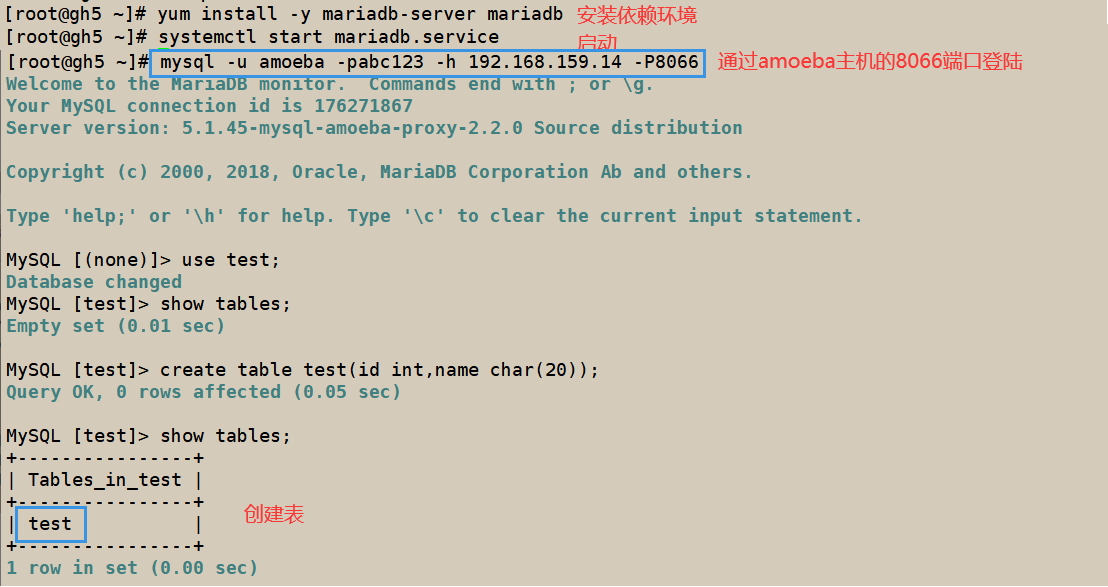 [root@gh5 ~]# yum install -y mariadb-server mariadb 安装依赖环境
[root@gh5 ~]# systemctl start mariadb.service
启动
[root@gh5 ~]# mysql -u amoeba -pabc123 -h 192.168.159.14 -P8066 通过amoeba主机的8066端口登陆
Welcome to the MariaDB monitor.  Commands end with ; or \g.
Your MySQL connection id is 176271867
Server version: 5.1.45-mysql-amoeba-proxy-2.2.0 Source distribution
Copyright (c) 2000, 2018, Oracle, MariaDB Corporation Ab and others.
Type 'help;' or '\h' for help. Type '\c' to clear the current input statement.
MySQL [(none)]> use test;
Database changed
MySQL [test]> show tables;
Empty set (0.01 sec)
MySQL [test]> create table test(id int,name char(20));
Query OK, 0 rows affected (0.05 sec)
MySQL [test]> show tables;
+----------------+
| Tables_in_test |
+----------------+
| test           | 创建表
+----------------+
1 row in set (0.00 sec)